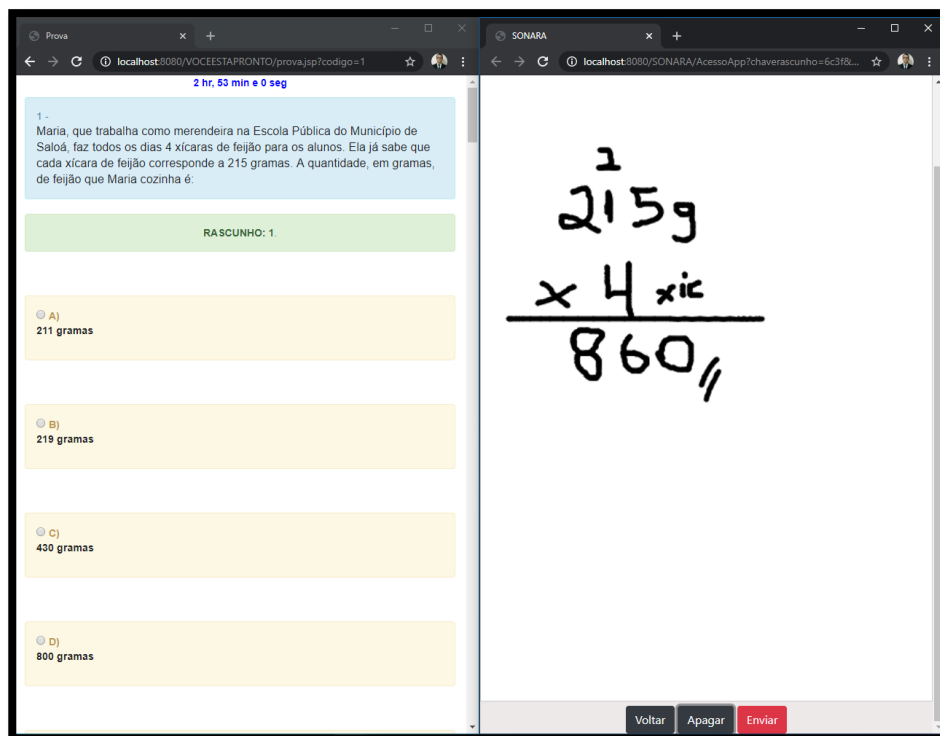 Prova
localhost:8080/VOCEESTAPRONTO/prova.jsp?codigo=1
2 hr, 53 min e 0 seg
1 -
Maria, que trabalha como merendeira na Escola Pública do Município de
Saloá, faz todos os dias 4 xícaras de feijão para os alunos. Ela já sabe que
cada xícara de feijão corresponde a 215 gramas. A quantidade, em gramas,
de feijão que Maria cozinha é:
RASCUNHO: 1.
A)
211 gramas
B)
219 gramas
C)
430 gramas
D)
800 gramas
SONARA
localhost:8080/SONARA/AcessoApp?chaverascunho=6c3f&...
2
215g
x 4 xic
860,,
Voltar
Apagar
Enviar